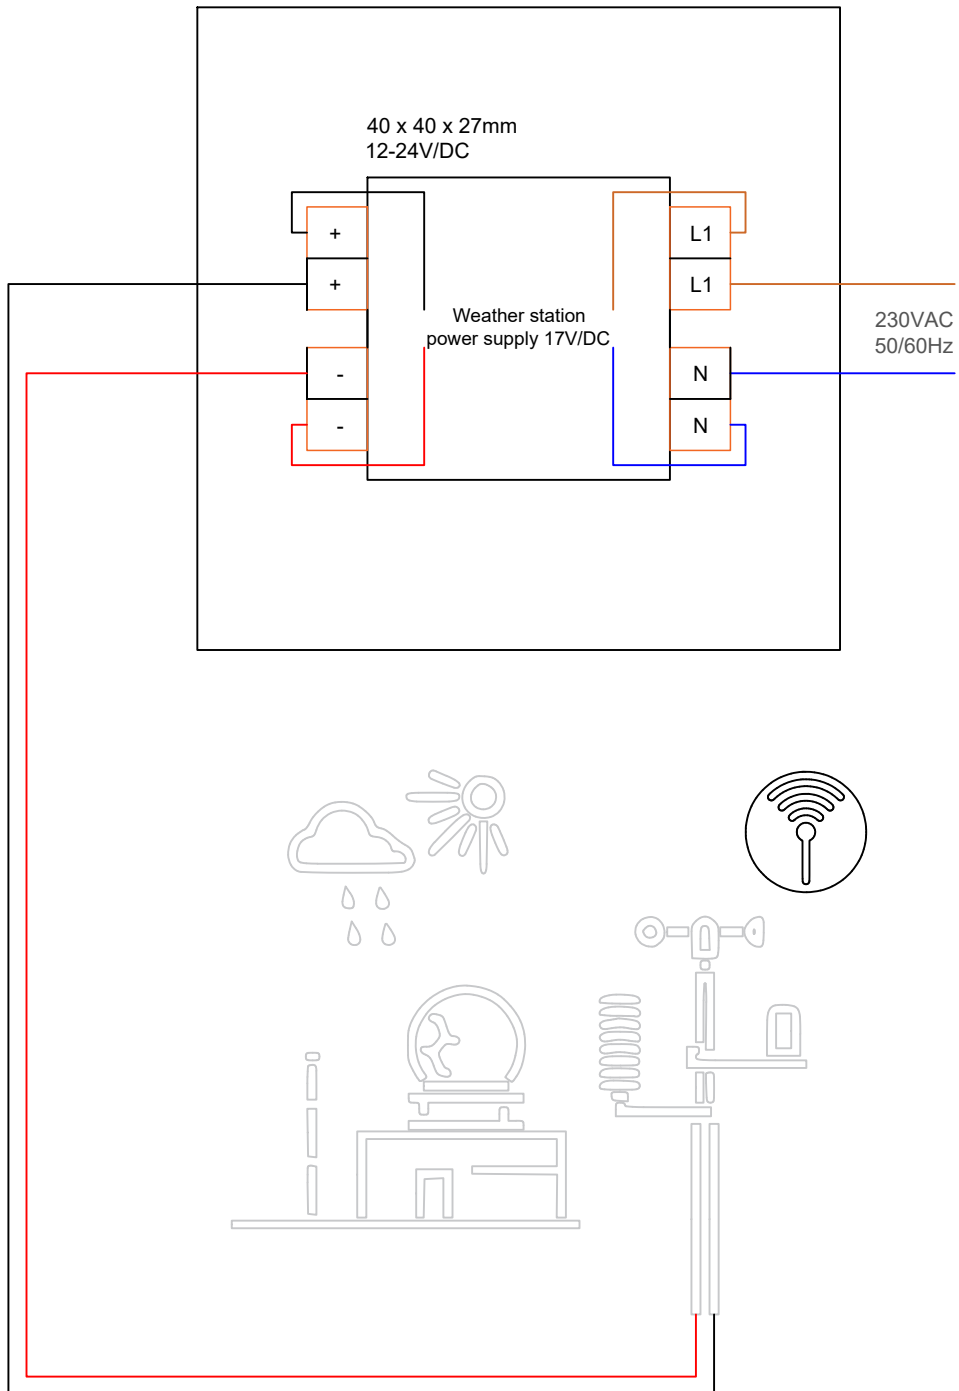 40 x 40 x 27mm
12-24V/DC
+
L1
+
L1
Weather station
power supply 17V/DC
230VAC
50/60Hz
-
N
-
N